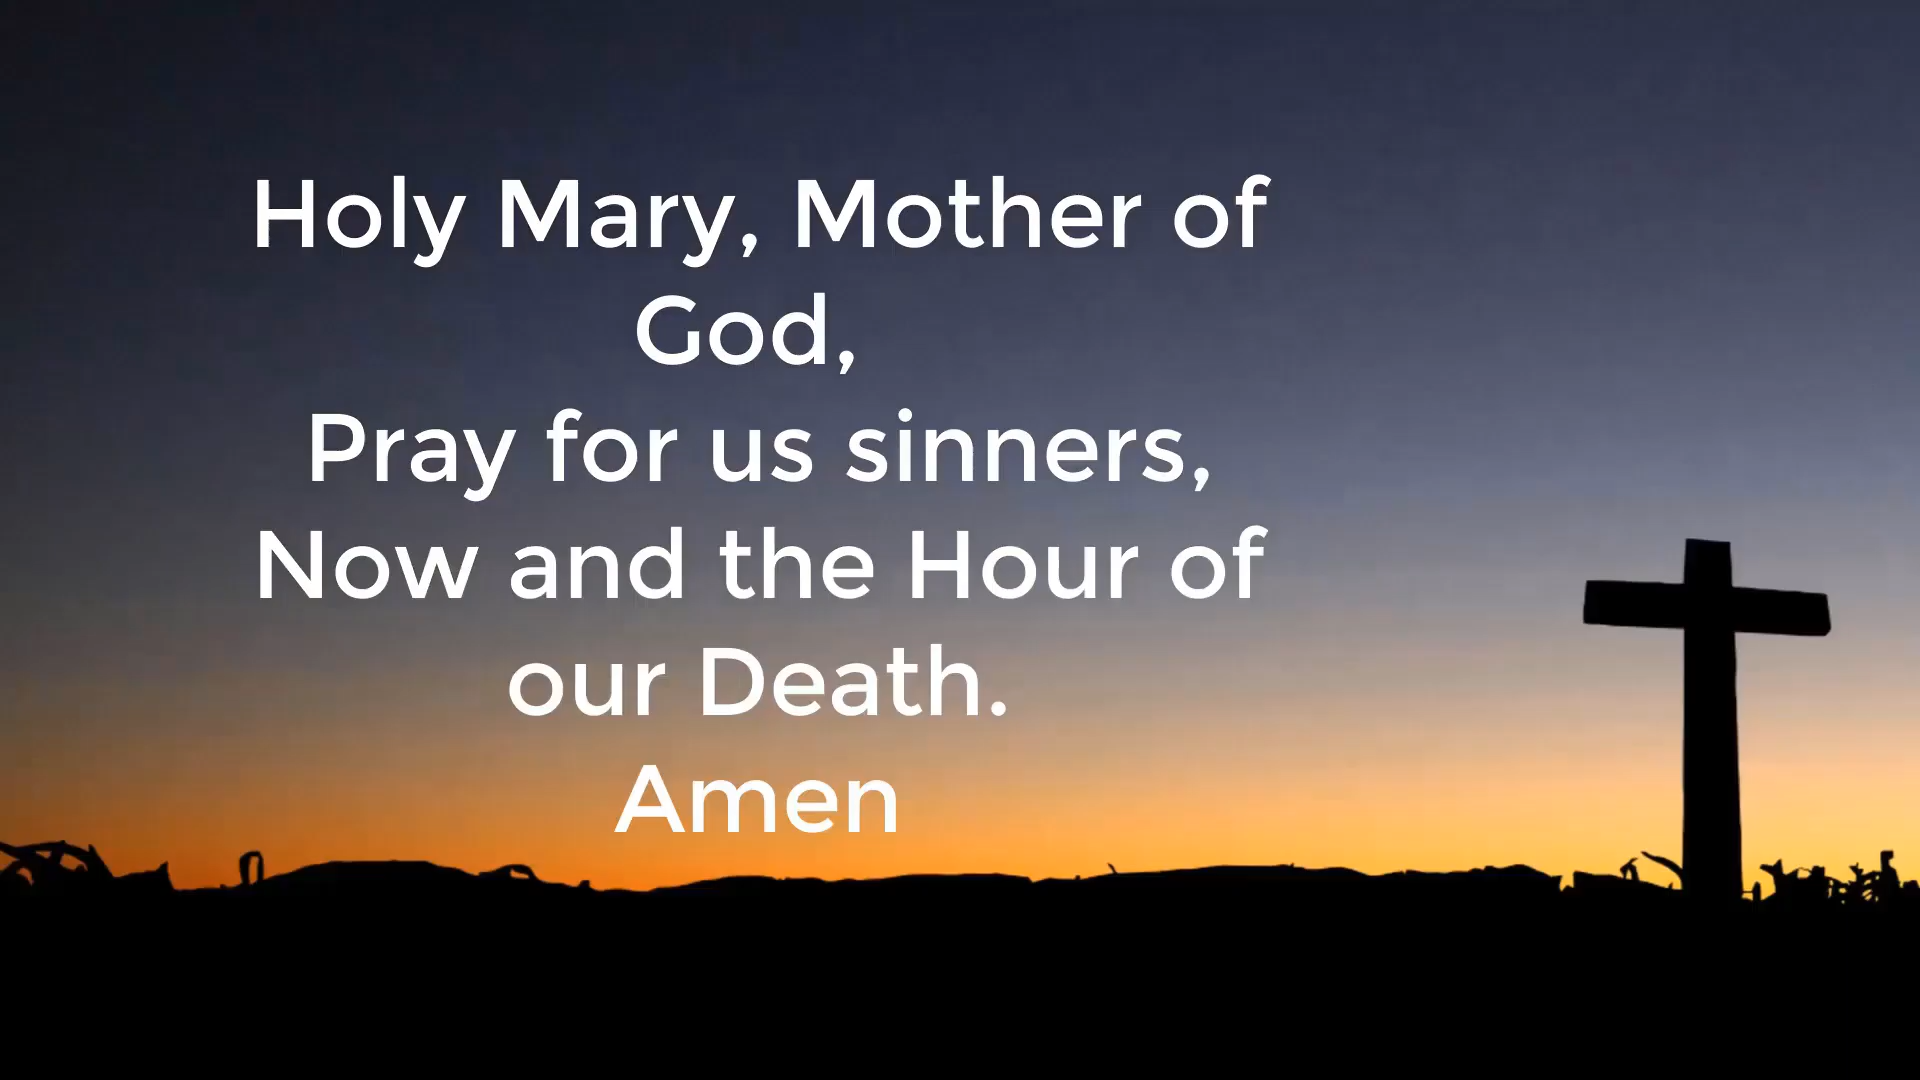 Holy Mary, Mother of
God,
Pray for us sinners,
Now and the Hour of
our Death.
Amen